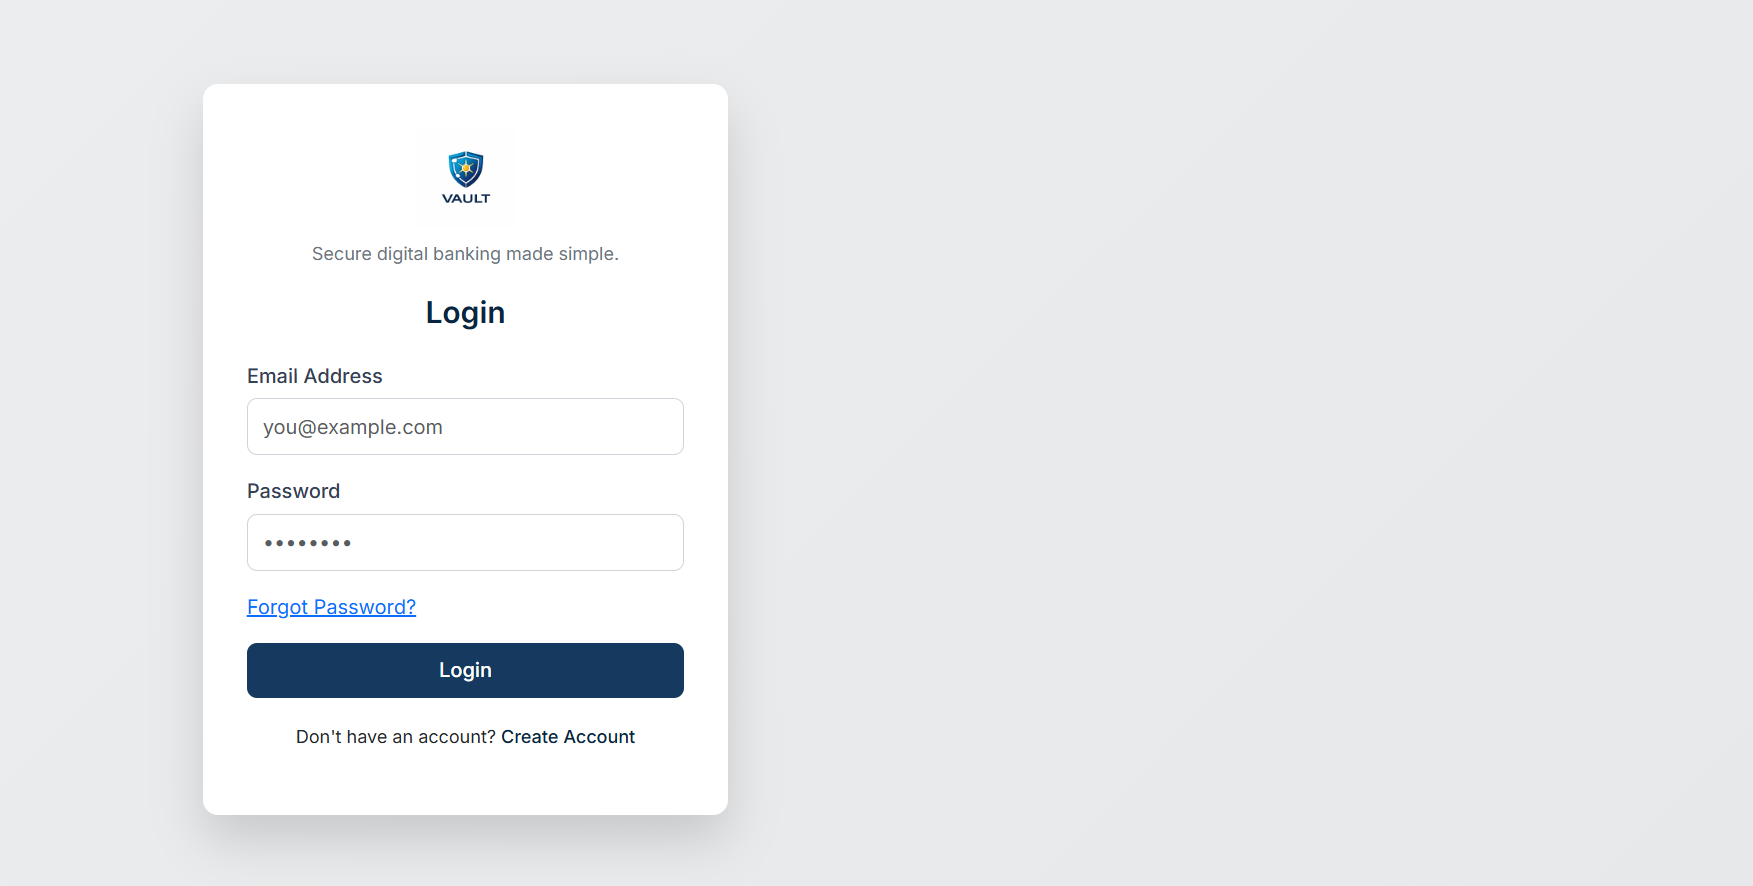 VAULT
Secure digital banking made simple.
Login
Email Address
you@example.com
Password
••••••••
Forgot Password?
Login
Don't have an account? Create Account